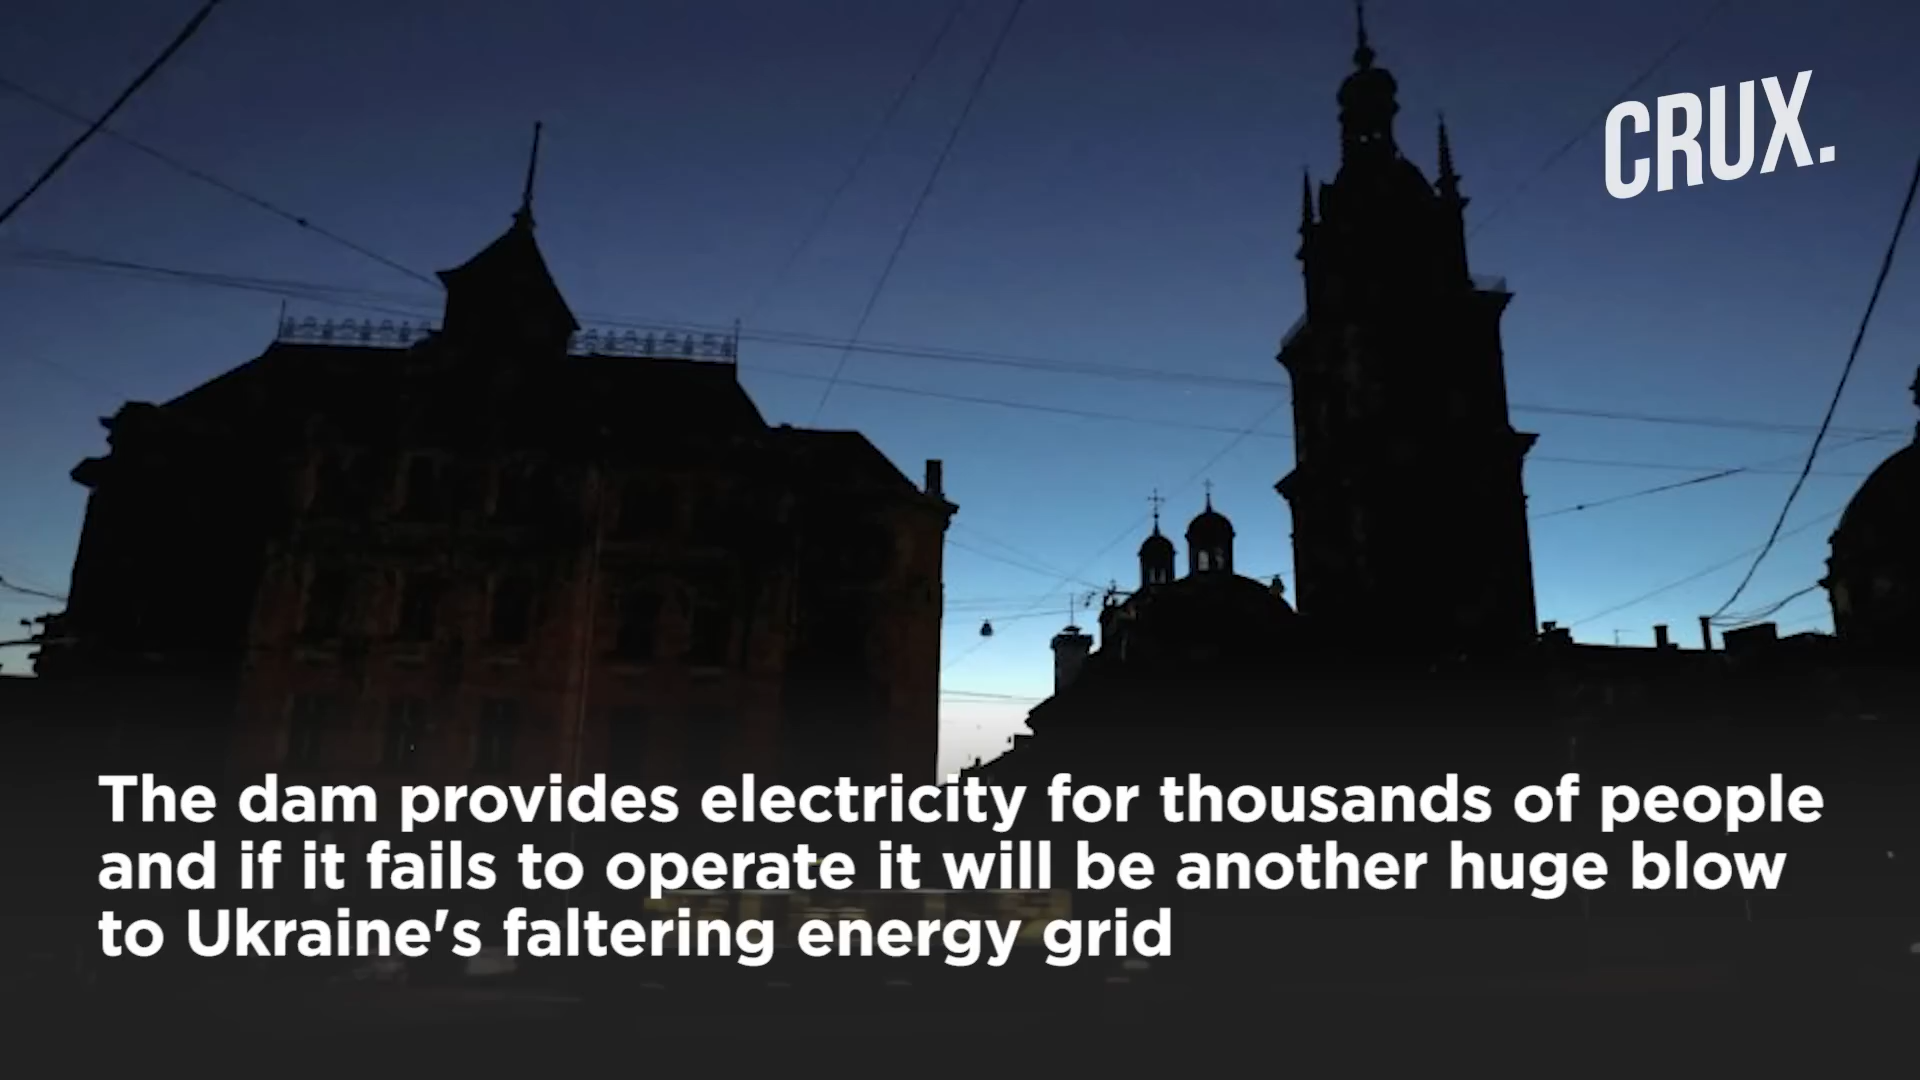 CRUX.
The dam provides electricity for thousands of people
and if it fails to operate it will be another huge blow
to Ukraine's faltering energy grid